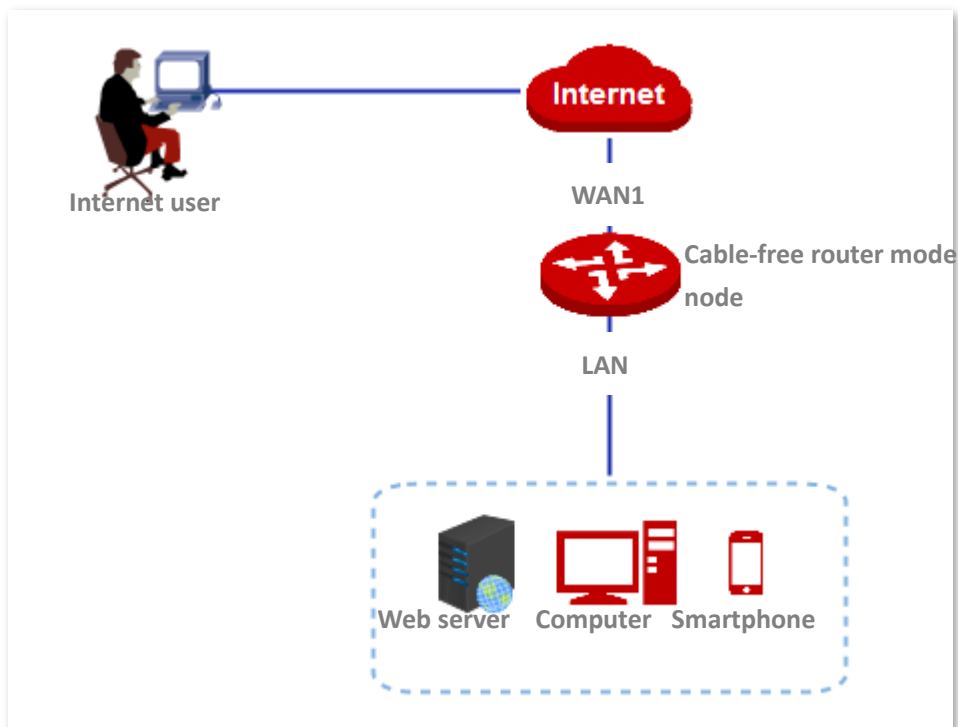 Internet
Internet user
WAN1
Cable-free router mode
node
LAN
Web server
Computer
Smartphone